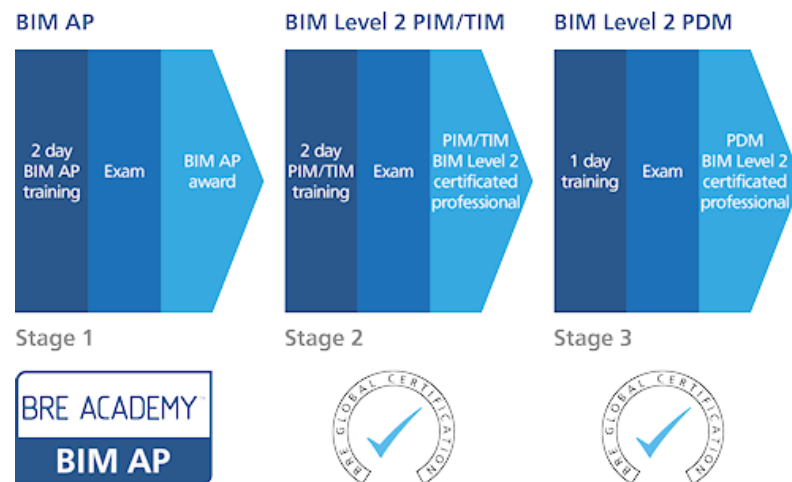 BIM AP
BIM Level 2 PIM/TIM
BIM Level 2 PDM
2 day
BIM AP
training
Exam
BIM AP
award
2 day
PIM/TIM
training
Exam
PIM/TIM
BIM Level 2
certificated
professional
1 day
training
Exam
PDM
BIM Level 2
certificated
professional
Stage 1
Stage 2
Stage 3
BRE ACADEMY™
BIM AP
BRE GLOBAL CERTIFICATION
BRE GLOBAL CERTIFICATION